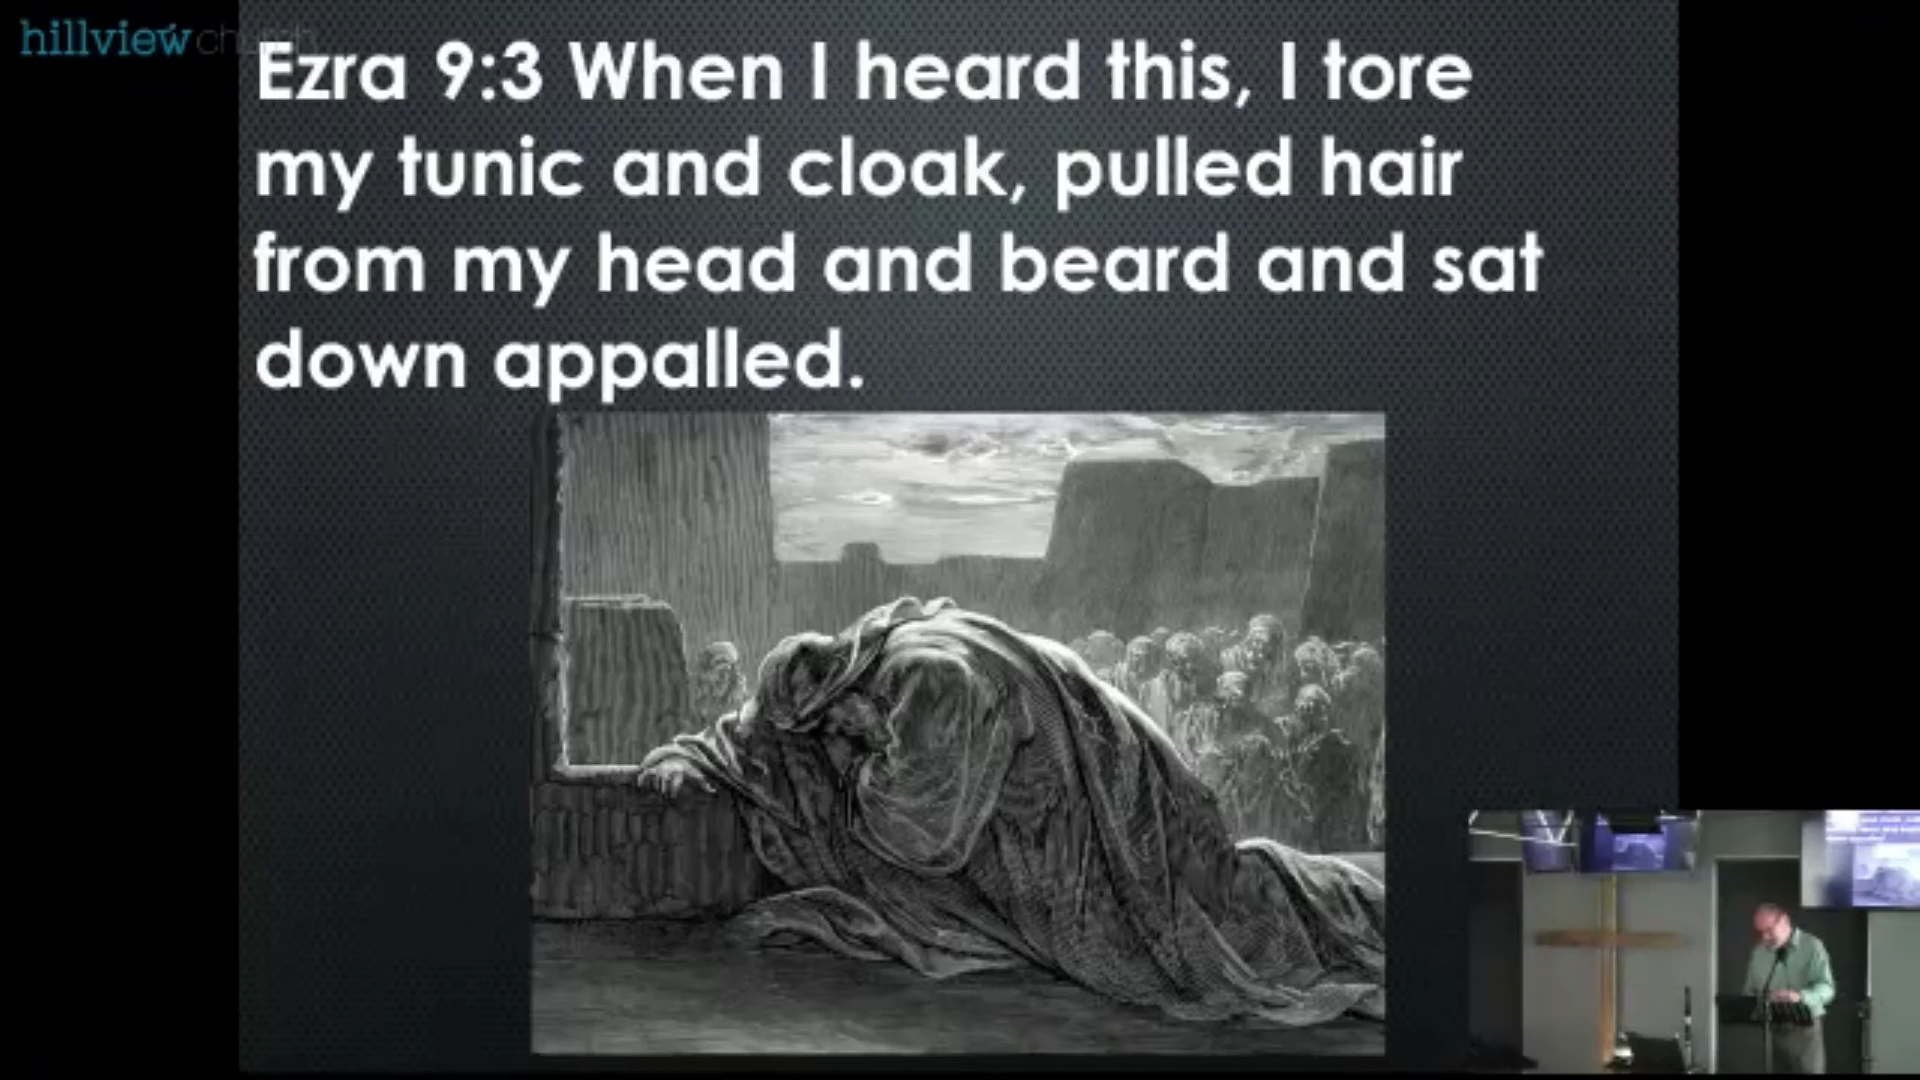 hillview church
Ezra 9:3 When I heard this, I tore
my tunic and cloak, pulled hair
from my head and beard and sat
down appalled.